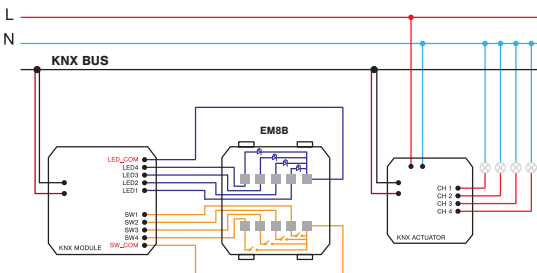 L
N
KNX BUS
EM8B
LED_COM
LED4
LED3
LED2
LED1
SW1
SW2
SW3
SW4
SW_COM
KNX MODULE
CH 1
CH 2
CH 3
CH 4
KNX ACTUATOR